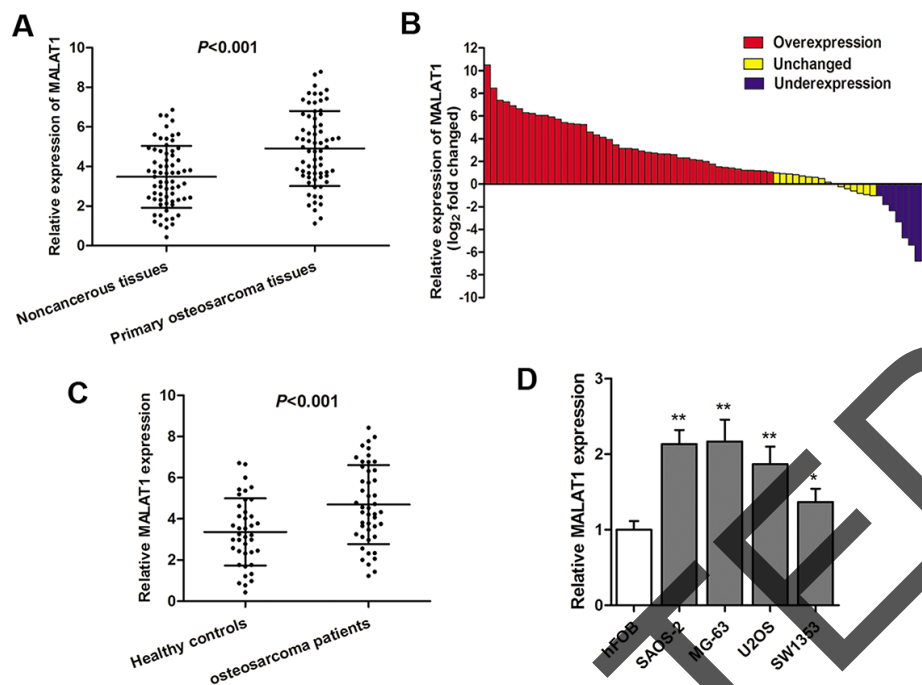 A
P<0.001
Relative expression of MALAT1
10
8
6
4
2
0
Noncancerous tissues
Primary osteosarcoma tissues
B
Relative expression of MALAT1
(log2 fold changed)
12
10
8
6
4
2
0
-2
-4
-6
-8
-10
Overexpression
Unchanged
Underexpression
C
P<0.001
Relative MALAT1 expression
10
8
6
4
2
0
Healthy controls
osteosarcoma patients
D
Relative MALAT1 expression
3
2
1
0
**
**
**
*
hFOB
SAOS-2
MG-63
U2OS
SW1353